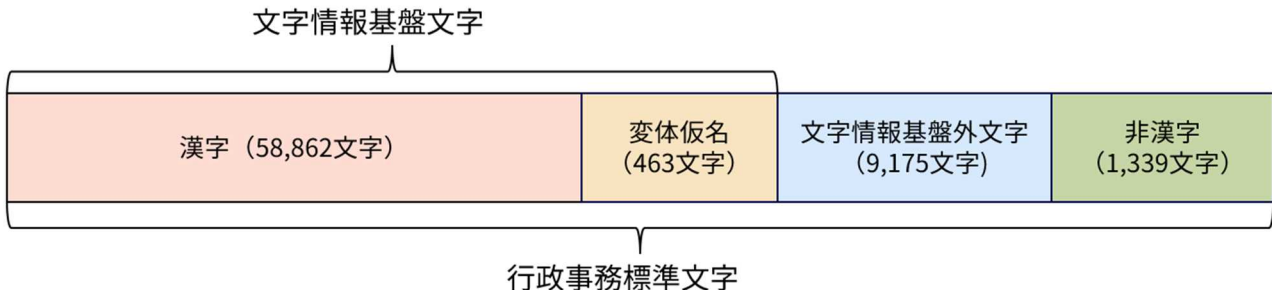 文字情報基盤文字
漢字（58,862文字）
変体仮名
（463文字）
文字情報基盤外文字
（9,175文字)
非漢字
（1,339文字）
行政事務標準文字